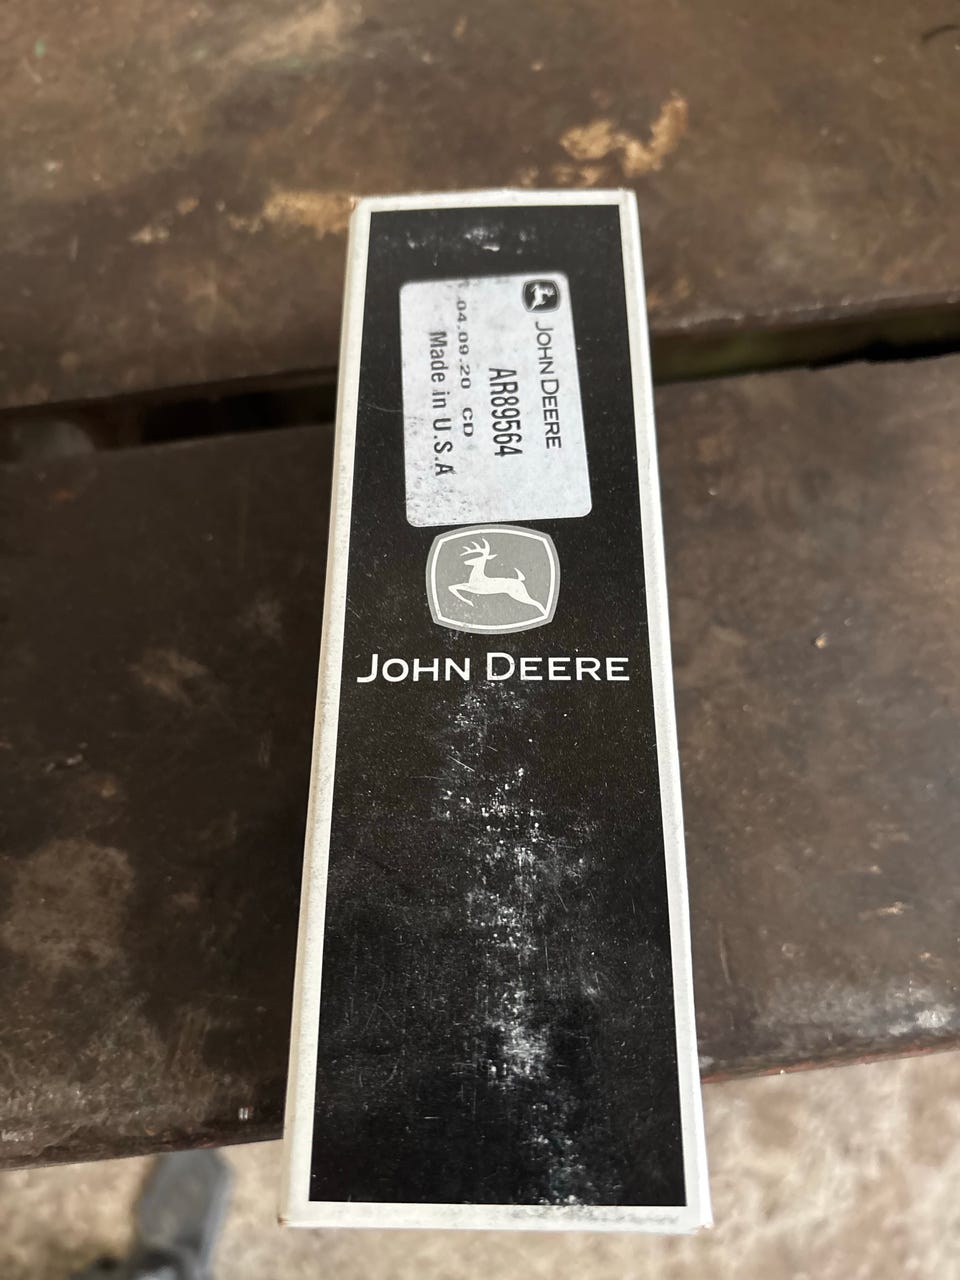 JOHN DEERE
AR89564
04.09.20 CD
Made in U.S.A
JOHN DEERE